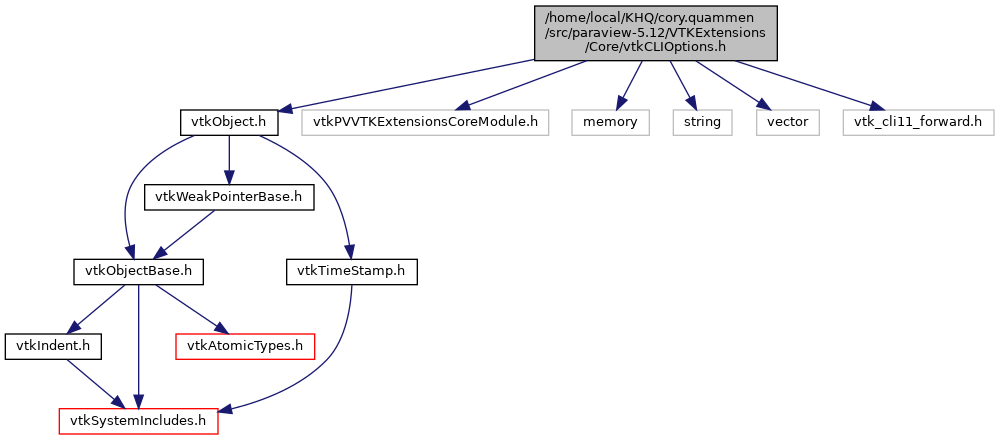 /home/local/KHQ/cory.quammen
/src/paraview-5.12/VTKExtensions
/Core/vtkCLIOptions.h
vtkObject.h
vtkPVVTKExtensionsCoreModule.h
memory
string
vector
vtk_cli11_forward.h
vtkWeakPointerBase.h
vtkObjectBase.h
vtkTimeStamp.h
vtkIndent.h
vtkAtomicTypes.h
vtkSystemIncludes.h